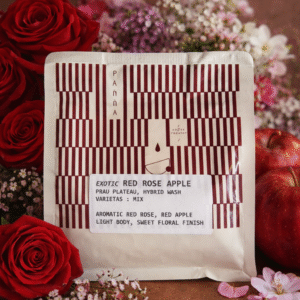 EXOTIC RED ROSE APPLE
PRAU PLATEAU, HYBRID WASH
VARIETAS : MIX
AROMATIC RED ROSE, RED APPLE
LIGHT BODY, SWEET FLORAL FINISH